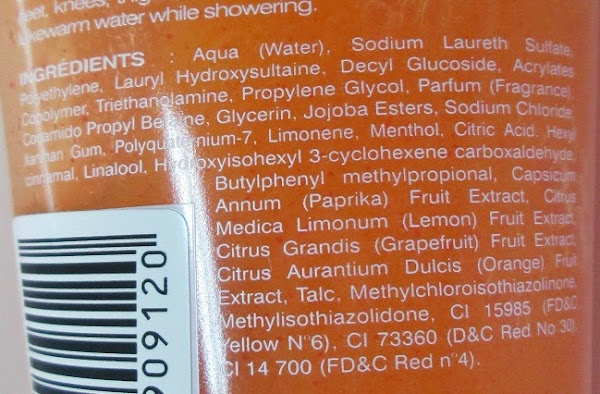 feet, knees,
lukewarm water while showering.
INGRÉDIENTS : Aqua (Water), Sodium Laureth Sulfate,
Polyethylene, Lauryl Hydroxysultaine, Decyl Glucoside, Acrylates
Copolymer, Triethanolamine, Propylene Glycol, Parfum (Fragrance),
Cocamido Propyl Betaine, Glycerin, Jojoba Esters, Sodium Chloride,
Xanthan Gum, Polyquaternium-7, Limonene, Menthol, Citric Acid. Hexyl
cinnamal, Linalool, Hydroxyisohexyl 3-cyclohexene carboxaldehyde,
Butylphenyl methylpropional, Capsicum
Annum (Paprika) Fruit Extract, Citrus
Medica Limonum (Lemon) Fruit Extract,
Citrus Grandis (Grapefruit) Fruit Extract,
Citrus Aurantium Dulcis (Orange) Fruit
Extract, Talc, Methylchloroisothiazolinone,
Methylisothiazolidone, CI 15985 (FD&C
Yellow N°6), CI 73360 (D&C Red No 30),
CI 14 700 (FD&C Red n°4).
909120